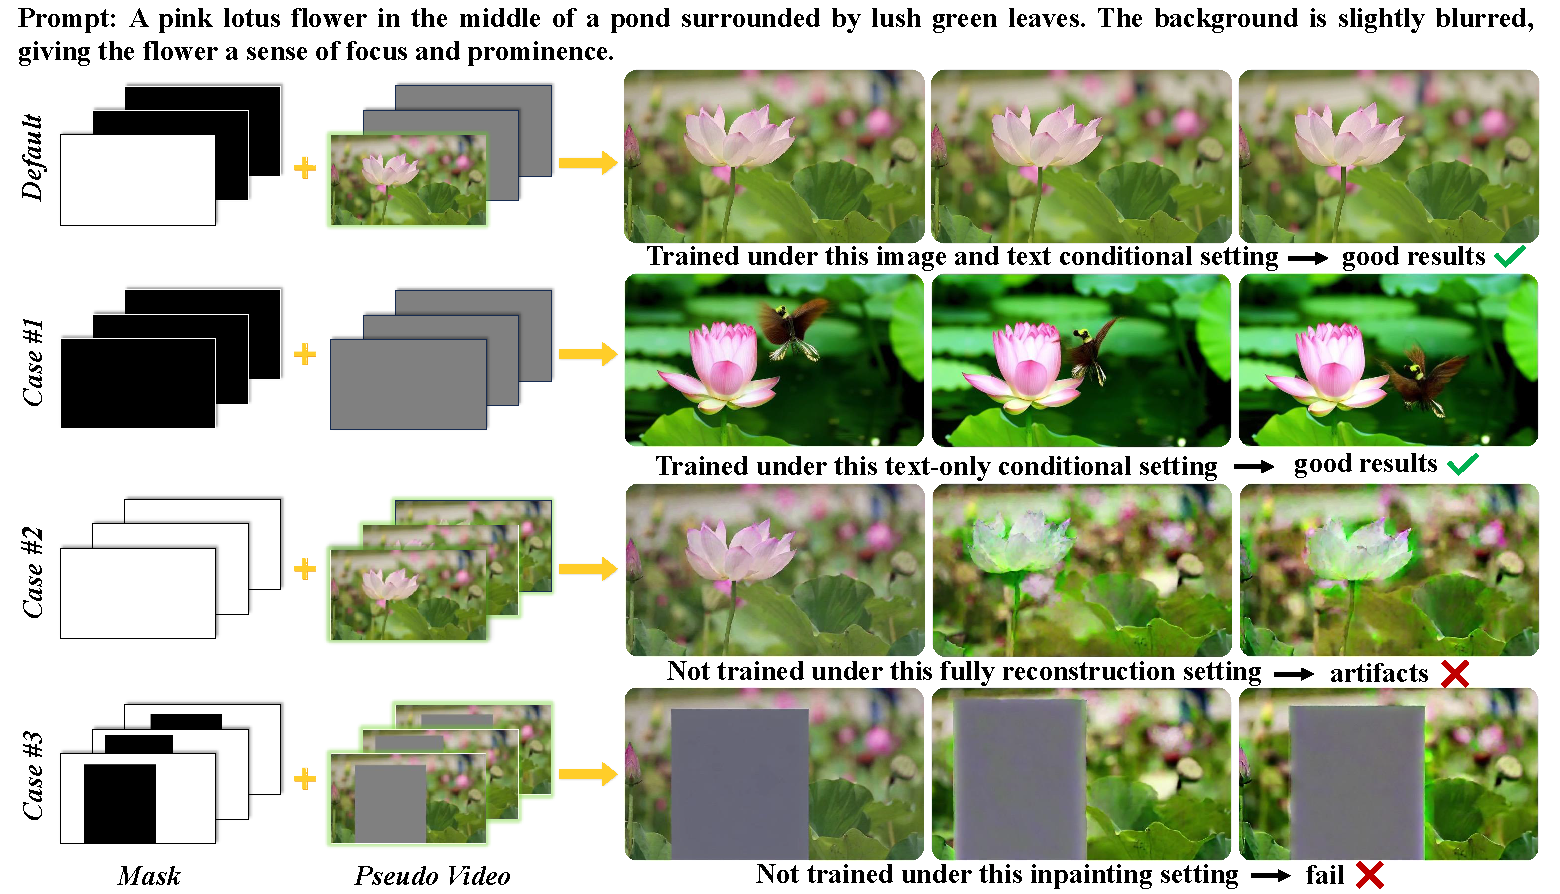 Prompt: A pink lotus flower in the middle of a pond surrounded by lush green leaves. The background is slightly blurred,
giving the flower a sense of focus and prominence.
Default
Trained under this image and text conditional setting → good results ✓
Case #1
Trained under this text-only conditional setting → good results ✓
Case #2
Not trained under this fully reconstruction setting → artifacts ✗
Case #3
Not trained under this inpainting setting → fail ✗
Mask
Pseudo Video